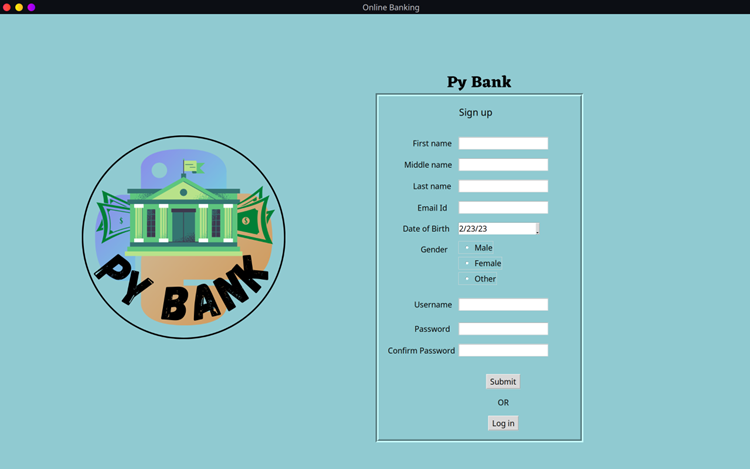 Online Banking
Py Bank
Sign up
First name
Middle name
Last name
Email Id
Date of Birth 2/23/23
Gender
Male
Female
Other
Username
Password
Confirm Password
Submit
OR
Log in
$ $
PY BANK